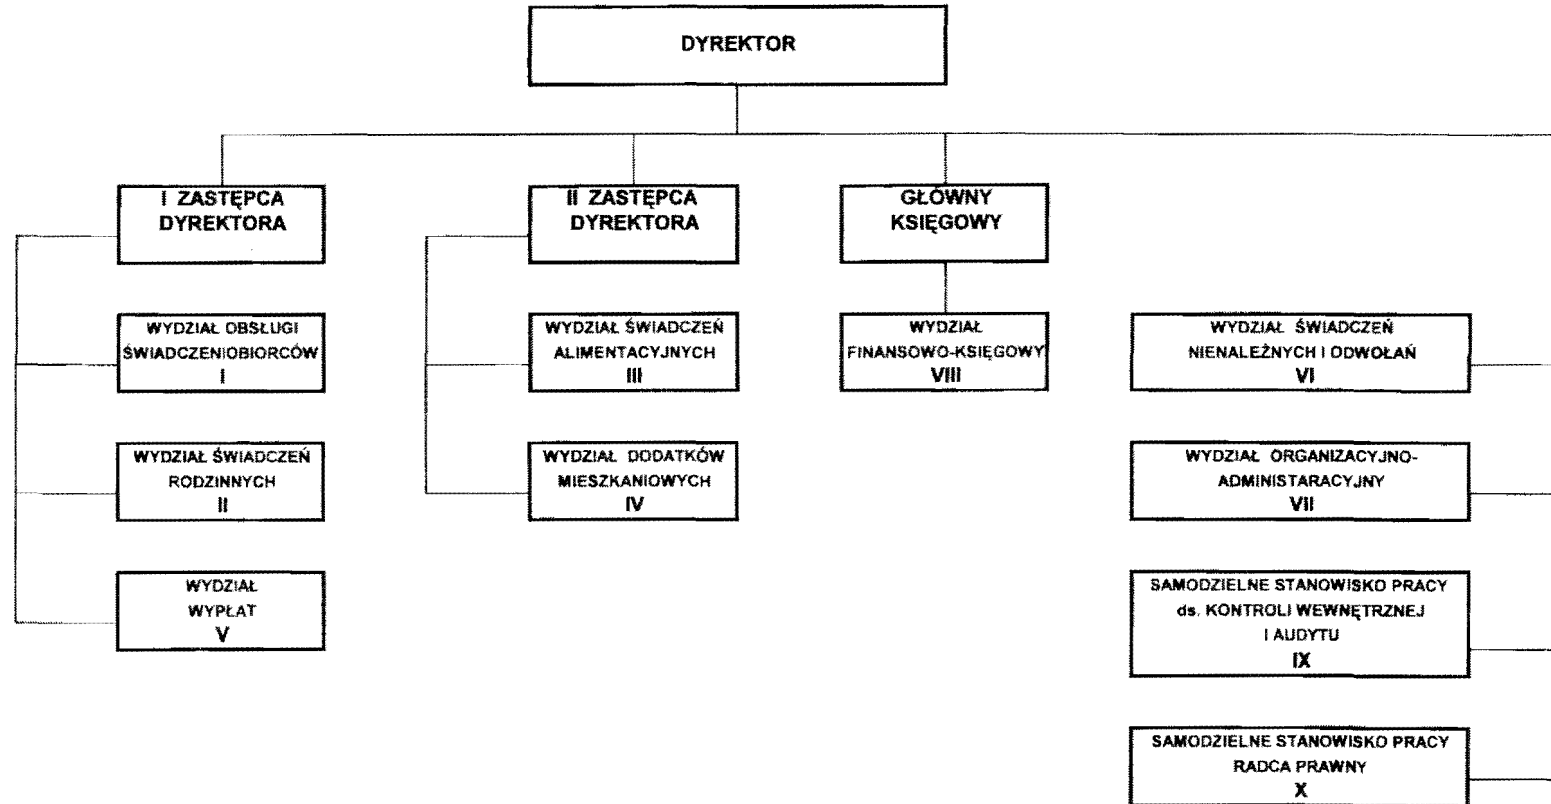 DYREKTOR
I ZASTĘPCA
DYREKTORA
II ZASTĘPCA
DYREKTORA
GŁÓWNY
KSIĘGOWY
WYDZIAŁ OBSŁUGI
ŚWIADCZENIOBIORCÓW
I
WYDZIAŁ ŚWIADCZEŃ
ALIMENTACYJNYCH
III
WYDZIAŁ
FINANSOWO-KSIĘGOWY
VIII
WYDZIAŁ ŚWIADCZEŃ
NIENALEŻNYCH I ODWOŁAŃ
VI
WYDZIAŁ ŚWIADCZEŃ
RODZINNYCH
II
WYDZIAŁ DODATKÓW
MIESZKANIOWYCH
IV
WYDZIAŁ ORGANIZACYJNO-
ADMINISTARACYJNY
VII
WYDZIAŁ
WYPŁAT
V
SAMODZIELNE STANOWISKO PRACY
ds. KONTROLI WEWNĘTRZNEJ
I AUDYTU
IX
SAMODZIELNE STANOWISKO PRACY
RADCA PRAWNY
X